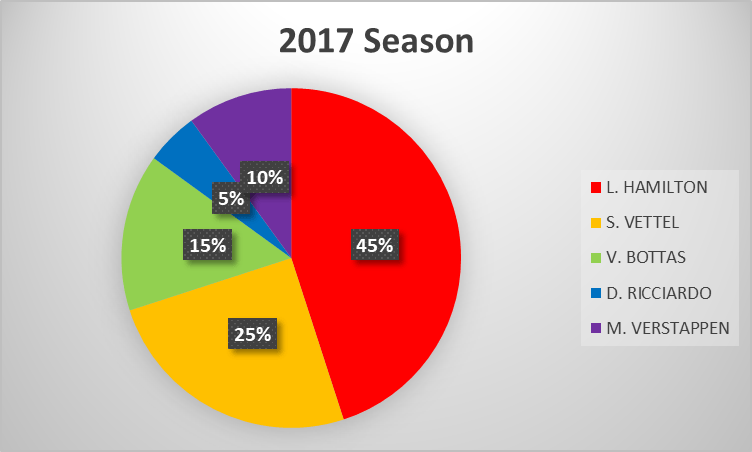 2017 Season
10%
5%
15%
45%
25%
L. HAMILTON
S. VETTEL
V. BOTTAS
D. RICCIARDO
M. VERSTAPPEN